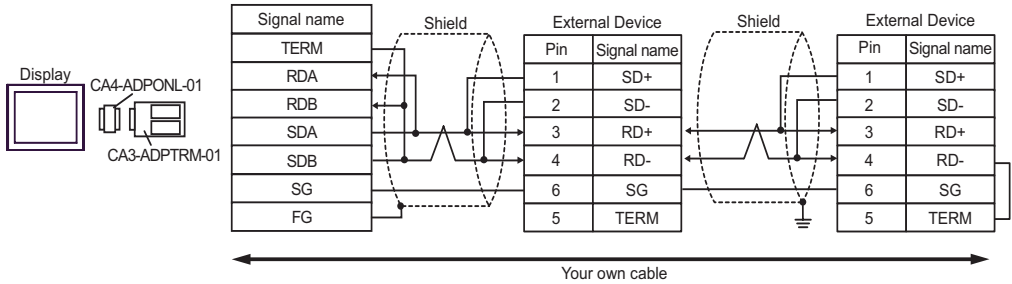 Display
CA4-ADPONL-01
CA3-ADPTRM-01
Signal name
TERM
RDA
RDB
SDA
SDB
SG
FG
Shield
External Device
Pin Signal name
1 SD+
2 SD-
3 RD+
4 RD-
6 SG
5 TERM
Shield
External Device
Pin Signal name
1 SD+
2 SD-
3 RD+
4 RD-
6 SG
5 TERM
Your own cable